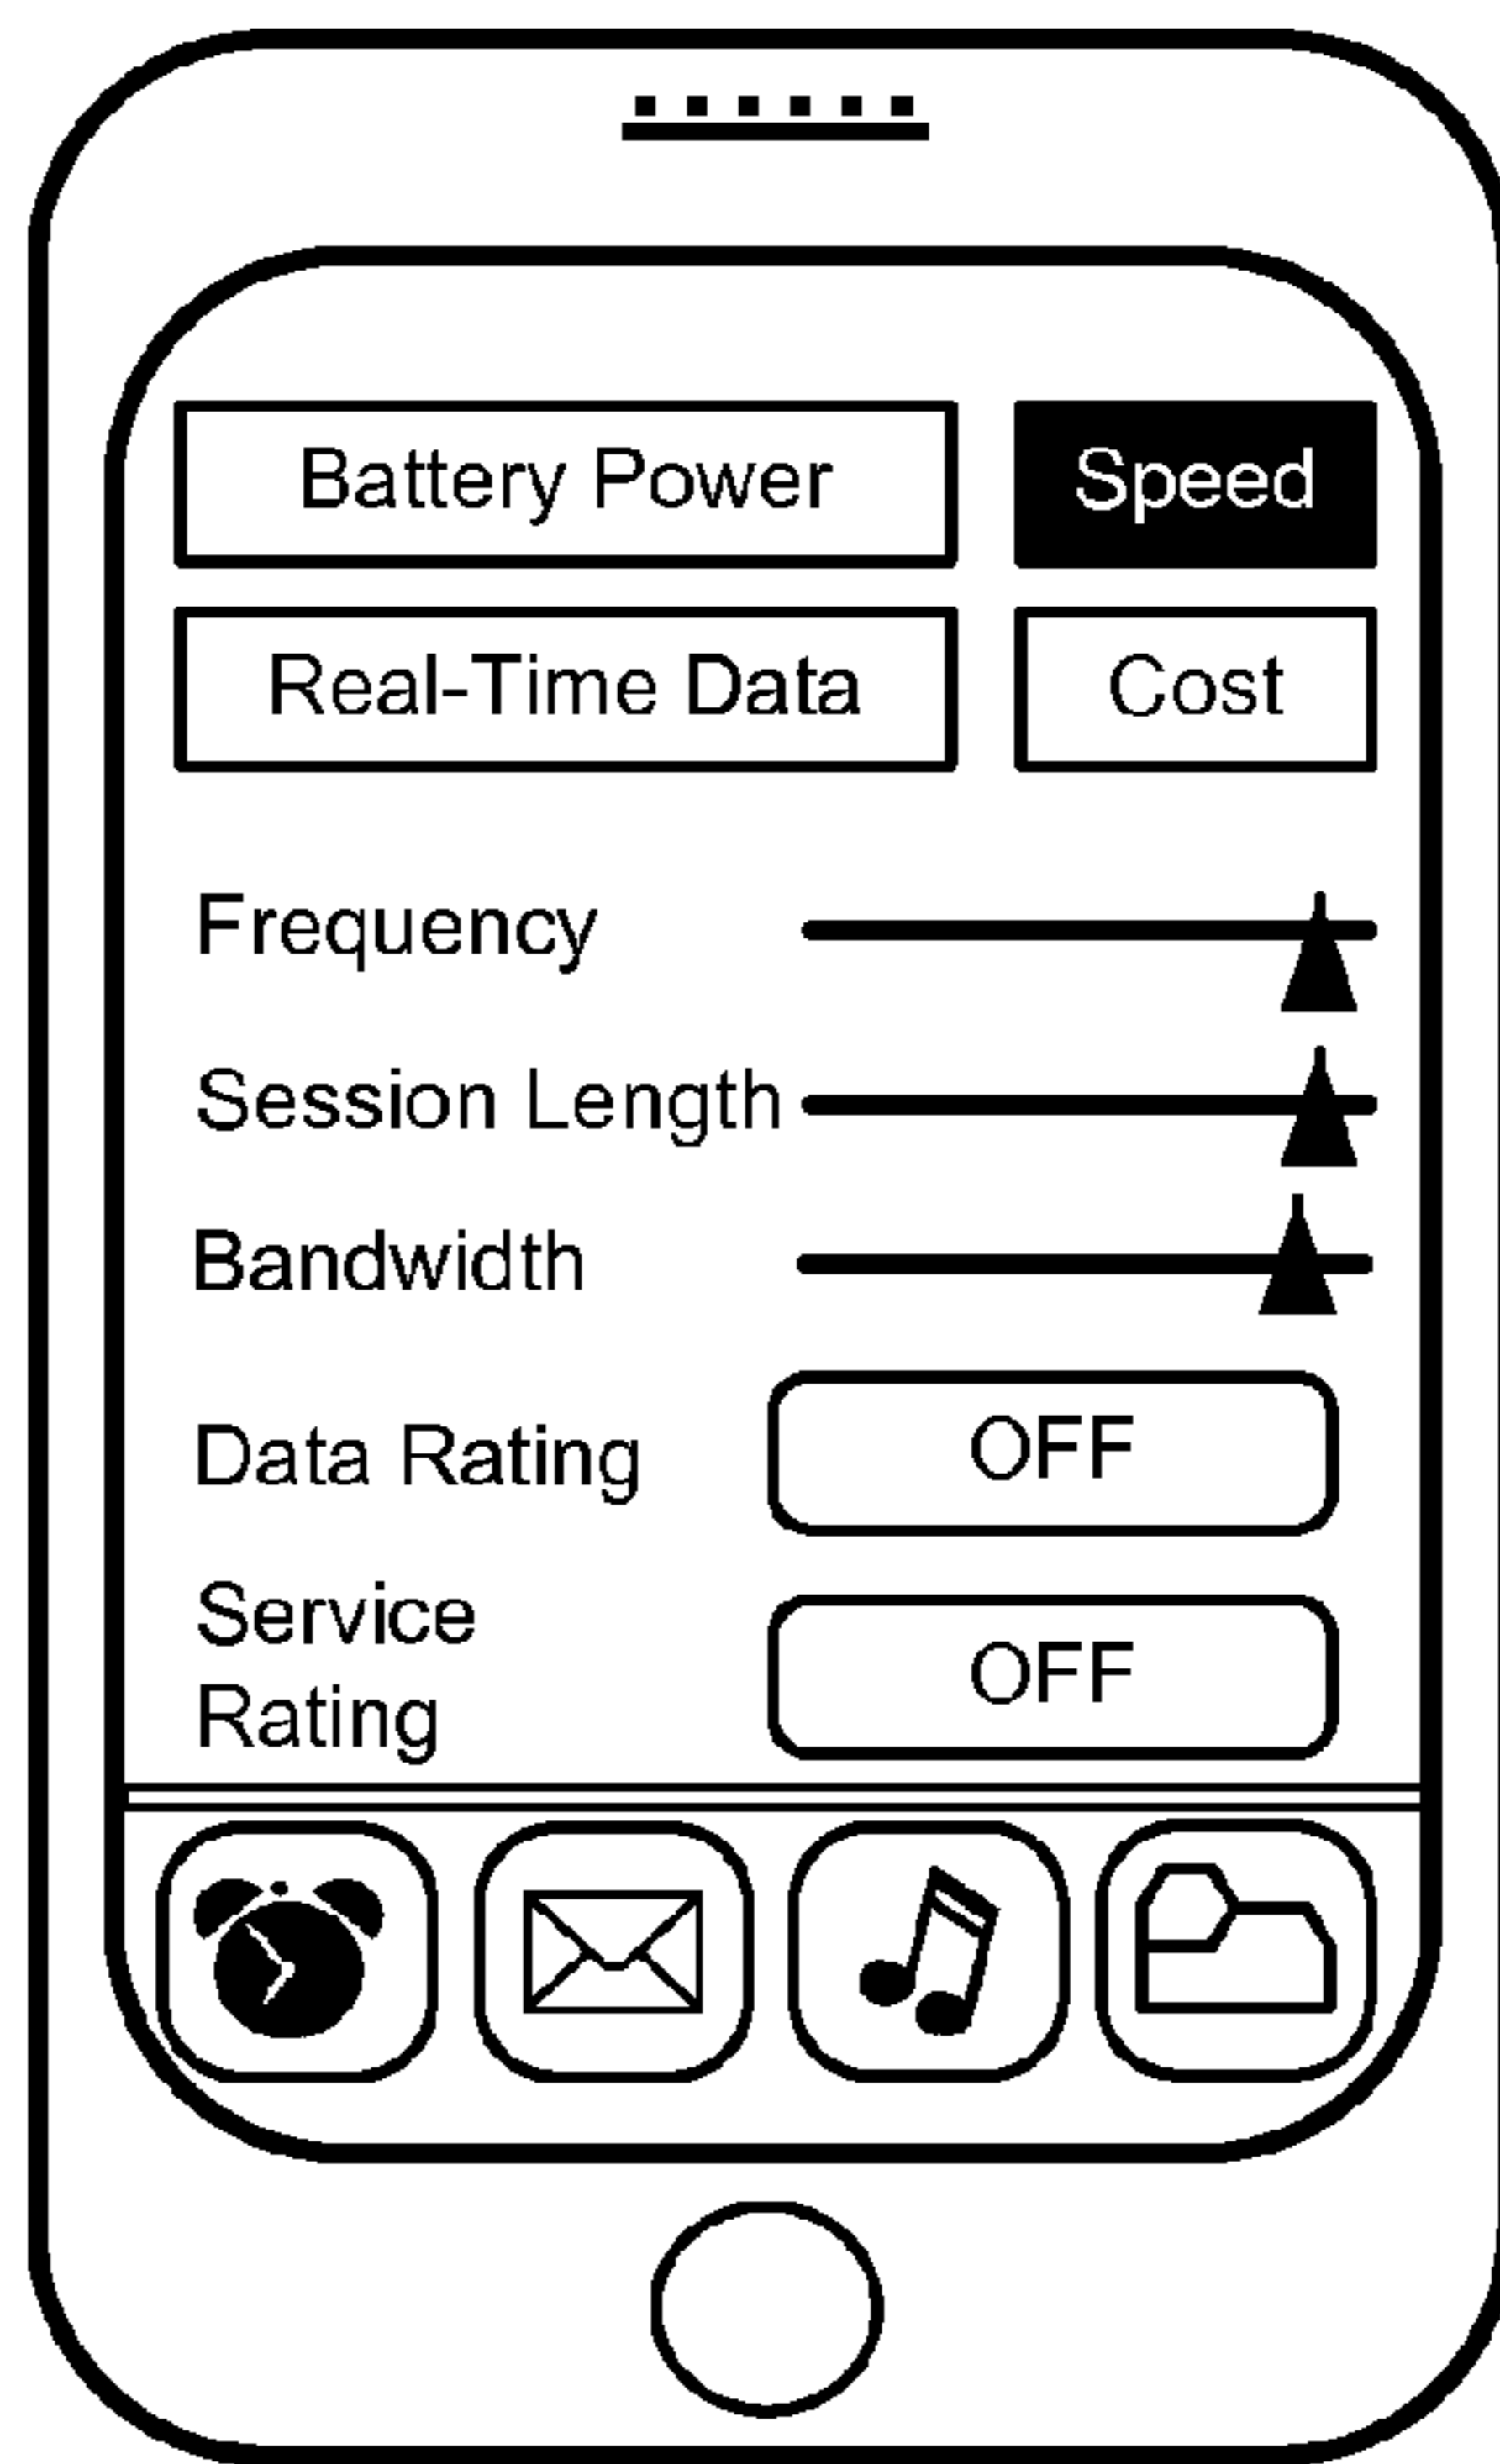 Battery Power
Speed
Real-Time Data
Cost
Frequency
Session Length
Bandwidth
Data Rating
OFF
Service
Rating
OFF